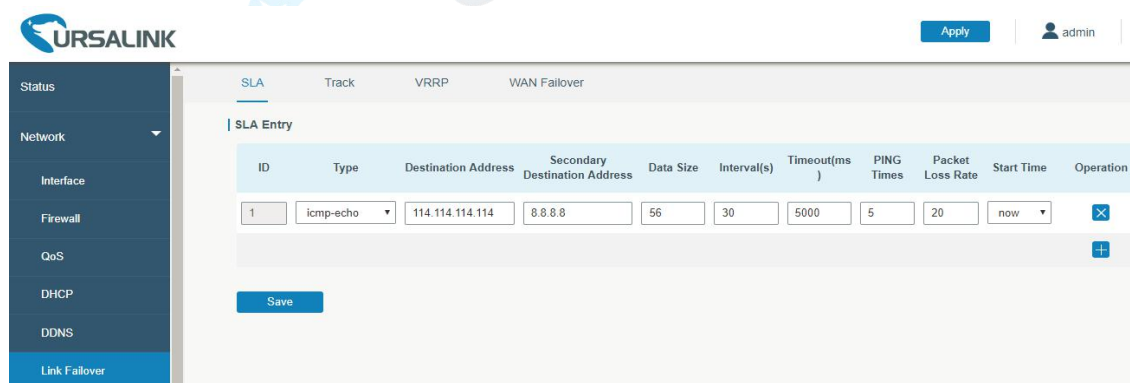 URSALINK
Apply
admin
Status
SLA Track VRRP WAN Failover
Network
SLA Entry
ID Type Destination Address Secondary Destination Address Data Size Interval(s) Timeout(ms) PING Times Packet Loss Rate Start Time Operation
Interface
1 icmp-echo 114.114.114.114 8.8.8.8 56 30 5000 5 20 now
Firewall
QoS
DHCP
Save
DDNS
Link Failover